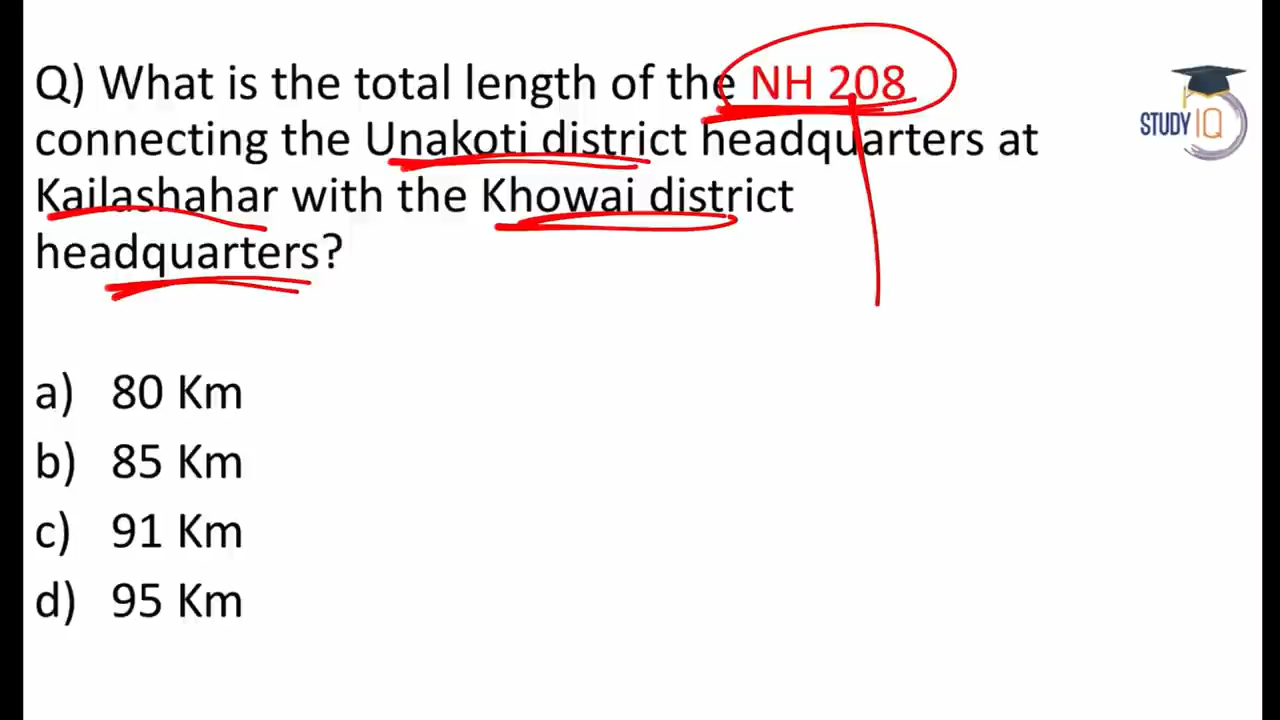 Q) What is the total length of the NH 208
connecting the Unakoti district headquarters at
Kailashahar with the Khowai district
headquarters?
STUDY IQ
a) 80 Km
b) 85 Km
c) 91 Km
d) 95 Km